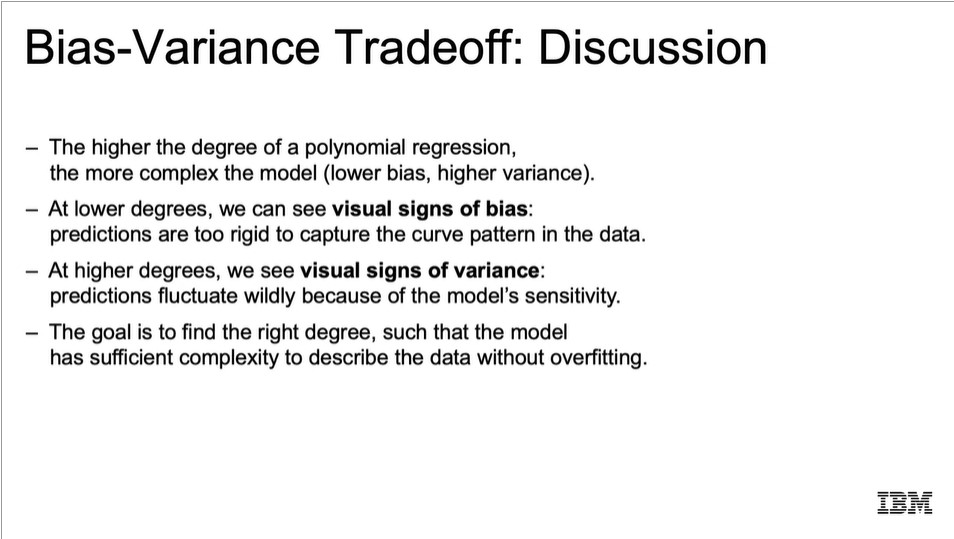 Bias-Variance Tradeoff: Discussion
– The higher the degree of a polynomial regression,
the more complex the model (lower bias, higher variance).
– At lower degrees, we can see visual signs of bias:
predictions are too rigid to capture the curve pattern in the data.
– At higher degrees, we see visual signs of variance:
predictions fluctuate wildly because of the model's sensitivity.
– The goal is to find the right degree, such that the model
has sufficient complexity to describe the data without overfitting.
IBM